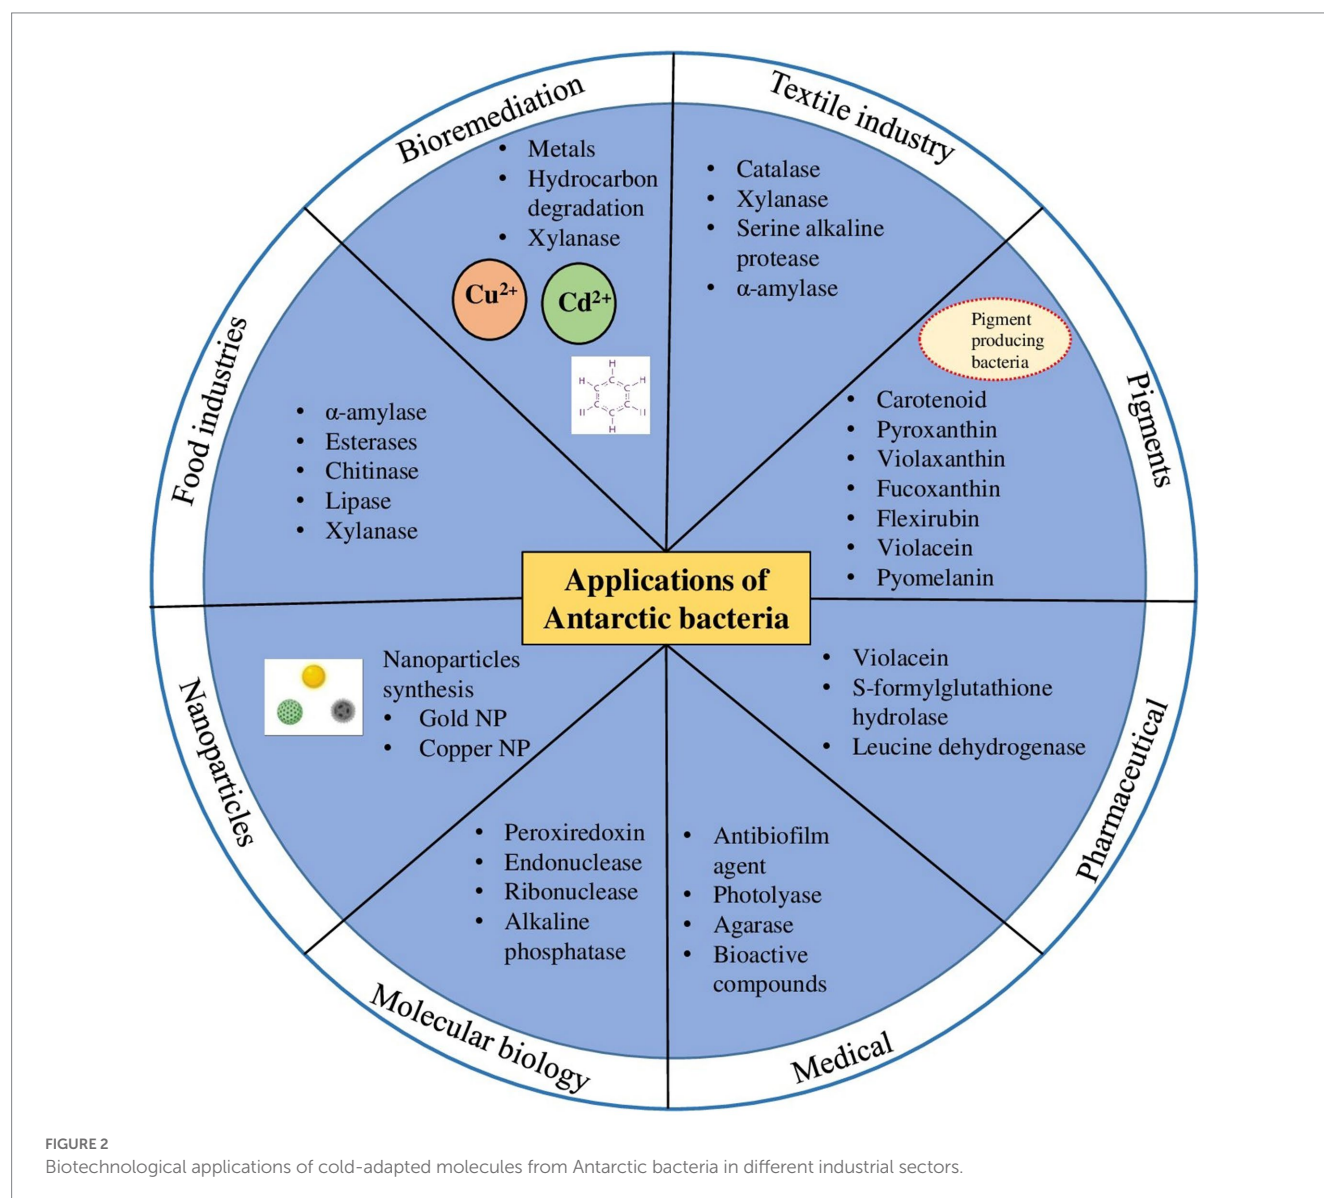 Bioremediation
• Metals
• Hydrocarbon
degradation
• Xylanase
Cu²⁺
Cd²⁺
H
H C H
C C
C C
H
Textile industry
• Catalase
• Xylanase
• Serine alkaline
protease
• α-amylase
Pigments
Pigment
producing
bacteria
• Carotenoid
• Pyroxanthin
• Violaxanthin
• Fucoxanthin
• Flexirubin
• Violacein
• Pyomelanin
Food industries
• α-amylase
• Esterases
• Chitinase
• Lipase
• Xylanase
Applications of
Antarctic bacteria
Nanoparticles
Nanoparticles
synthesis
• Gold NP
• Copper NP
Pharmaceutical
• Violacein
• S-formylglutathione
hydrolase
• Leucine dehydrogenase
Molecular biology
• Peroxiredoxin
• Endonuclease
• Ribonuclease
• Alkaline
phosphatase
Medical
• Antibiofilm
agent
• Photolyase
• Agarase
• Bioactive
compounds
FIGURE 2
Biotechnological applications of cold-adapted molecules from Antarctic bacteria in different industrial sectors.